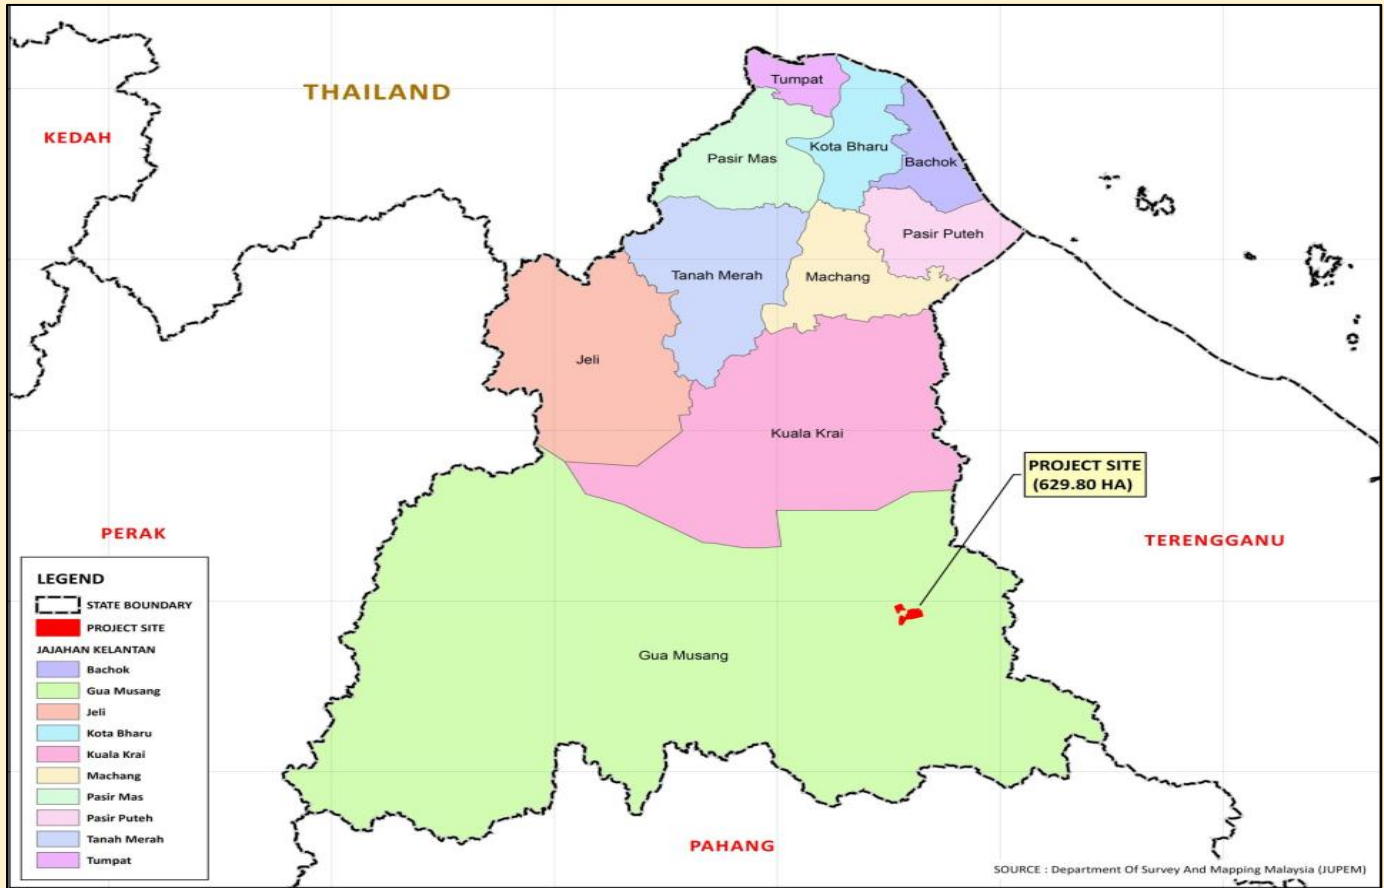 THAILAND
KEDAH
Tumpat
Pasir Mas
Kota Bharu
Bachok
Pasir Puteh
Tanah Merah
Machang
Jeli
Kuala Krai
PROJECT SITE
(629.80 HA)
PERAK
TERENGGANU
Gua Musang
PAHANG
LEGEND
STATE BOUNDARY
PROJECT SITE
JAJAHAN KELANTAN
Bachok
Gua Musang
Jeli
Kota Bharu
Kuala Krai
Machang
Pasir Mas
Pasir Puteh
Tanah Merah
Tumpat
SOURCE : Department Of Survey And Mapping Malaysia (JUPEM)